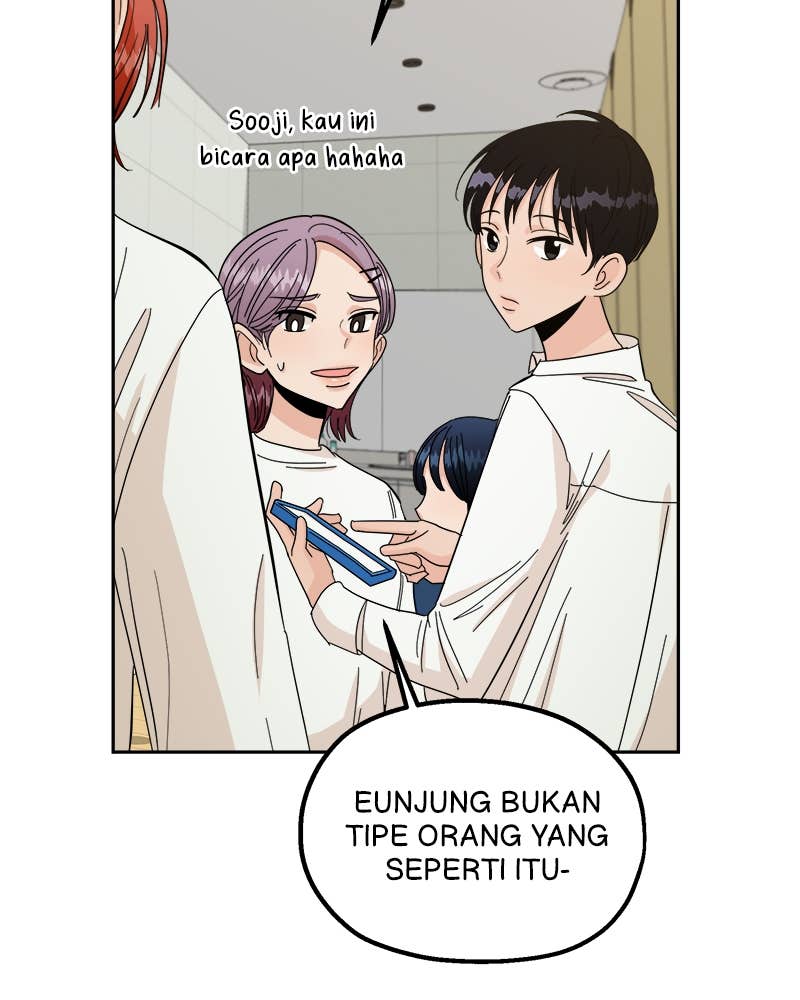 Sooji, kau ini
bicara apa hahaha
EUNJUNG BUKAN
TIPE ORANG YANG
SEPERTI ITU-